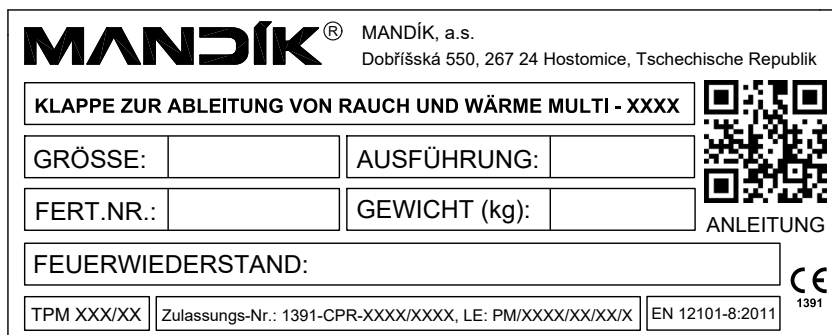 MANDÍK® MANDÍK, a.s.
Dobříšská 550, 267 24 Hostomice, Tschechische Republik
KLAPPE ZUR ABLEITUNG VON RAUCH UND WÄRME MULTI - XXXX
GRÖSSE: AUSFÜHRUNG:
FERT.NR.: GEWICHT (kg):
ANLEITUNG
FEUERWIEDERSTAND:
CE
1391
TPM XXX/XX Zulassungs-Nr.: 1391-CPR-XXXX/XXXX, LE: PM/XXXX/XX/XX/X EN 12101-8:2011